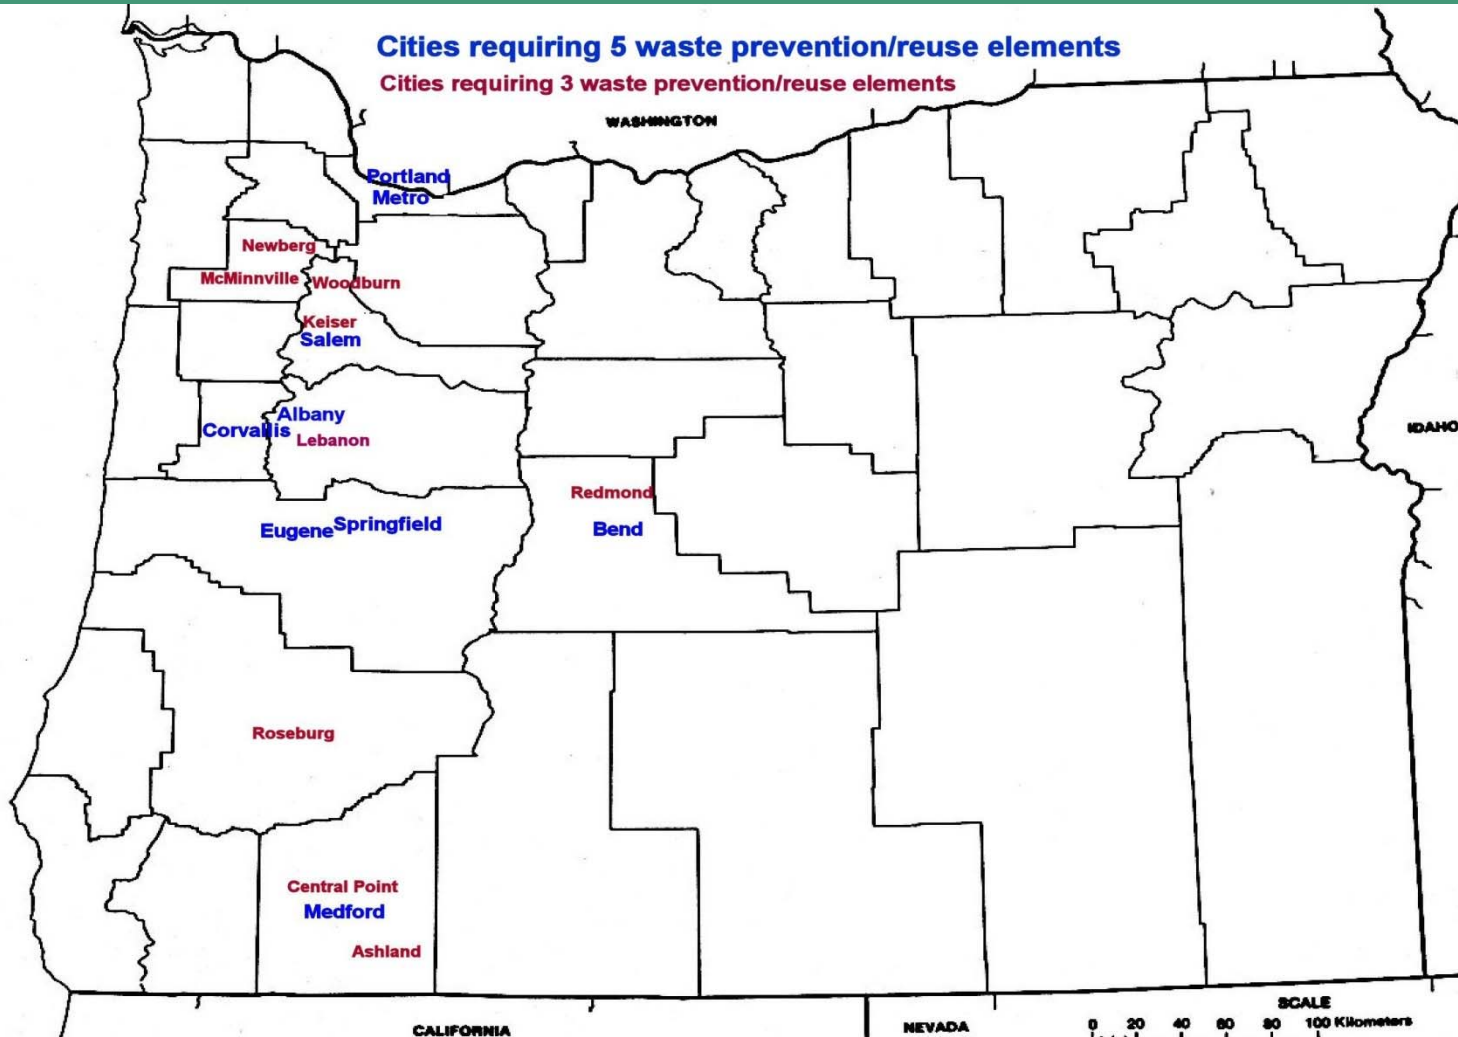 Cities requiring 5 waste prevention/reuse elements
Cities requiring 3 waste prevention/reuse elements
WASHINGTON
Portland
Metro
Newberg
McMinnville
Woodburn
Keiser
Salem
Albany
Corvallis
Lebanon
IDAHO
Redmond
Bend
Eugene
Springfield
Roseburg
Central Point
Medford
Ashland
CALIFORNIA
NEVADA
SCALE
0 20 40 60 80 100 Kilometers